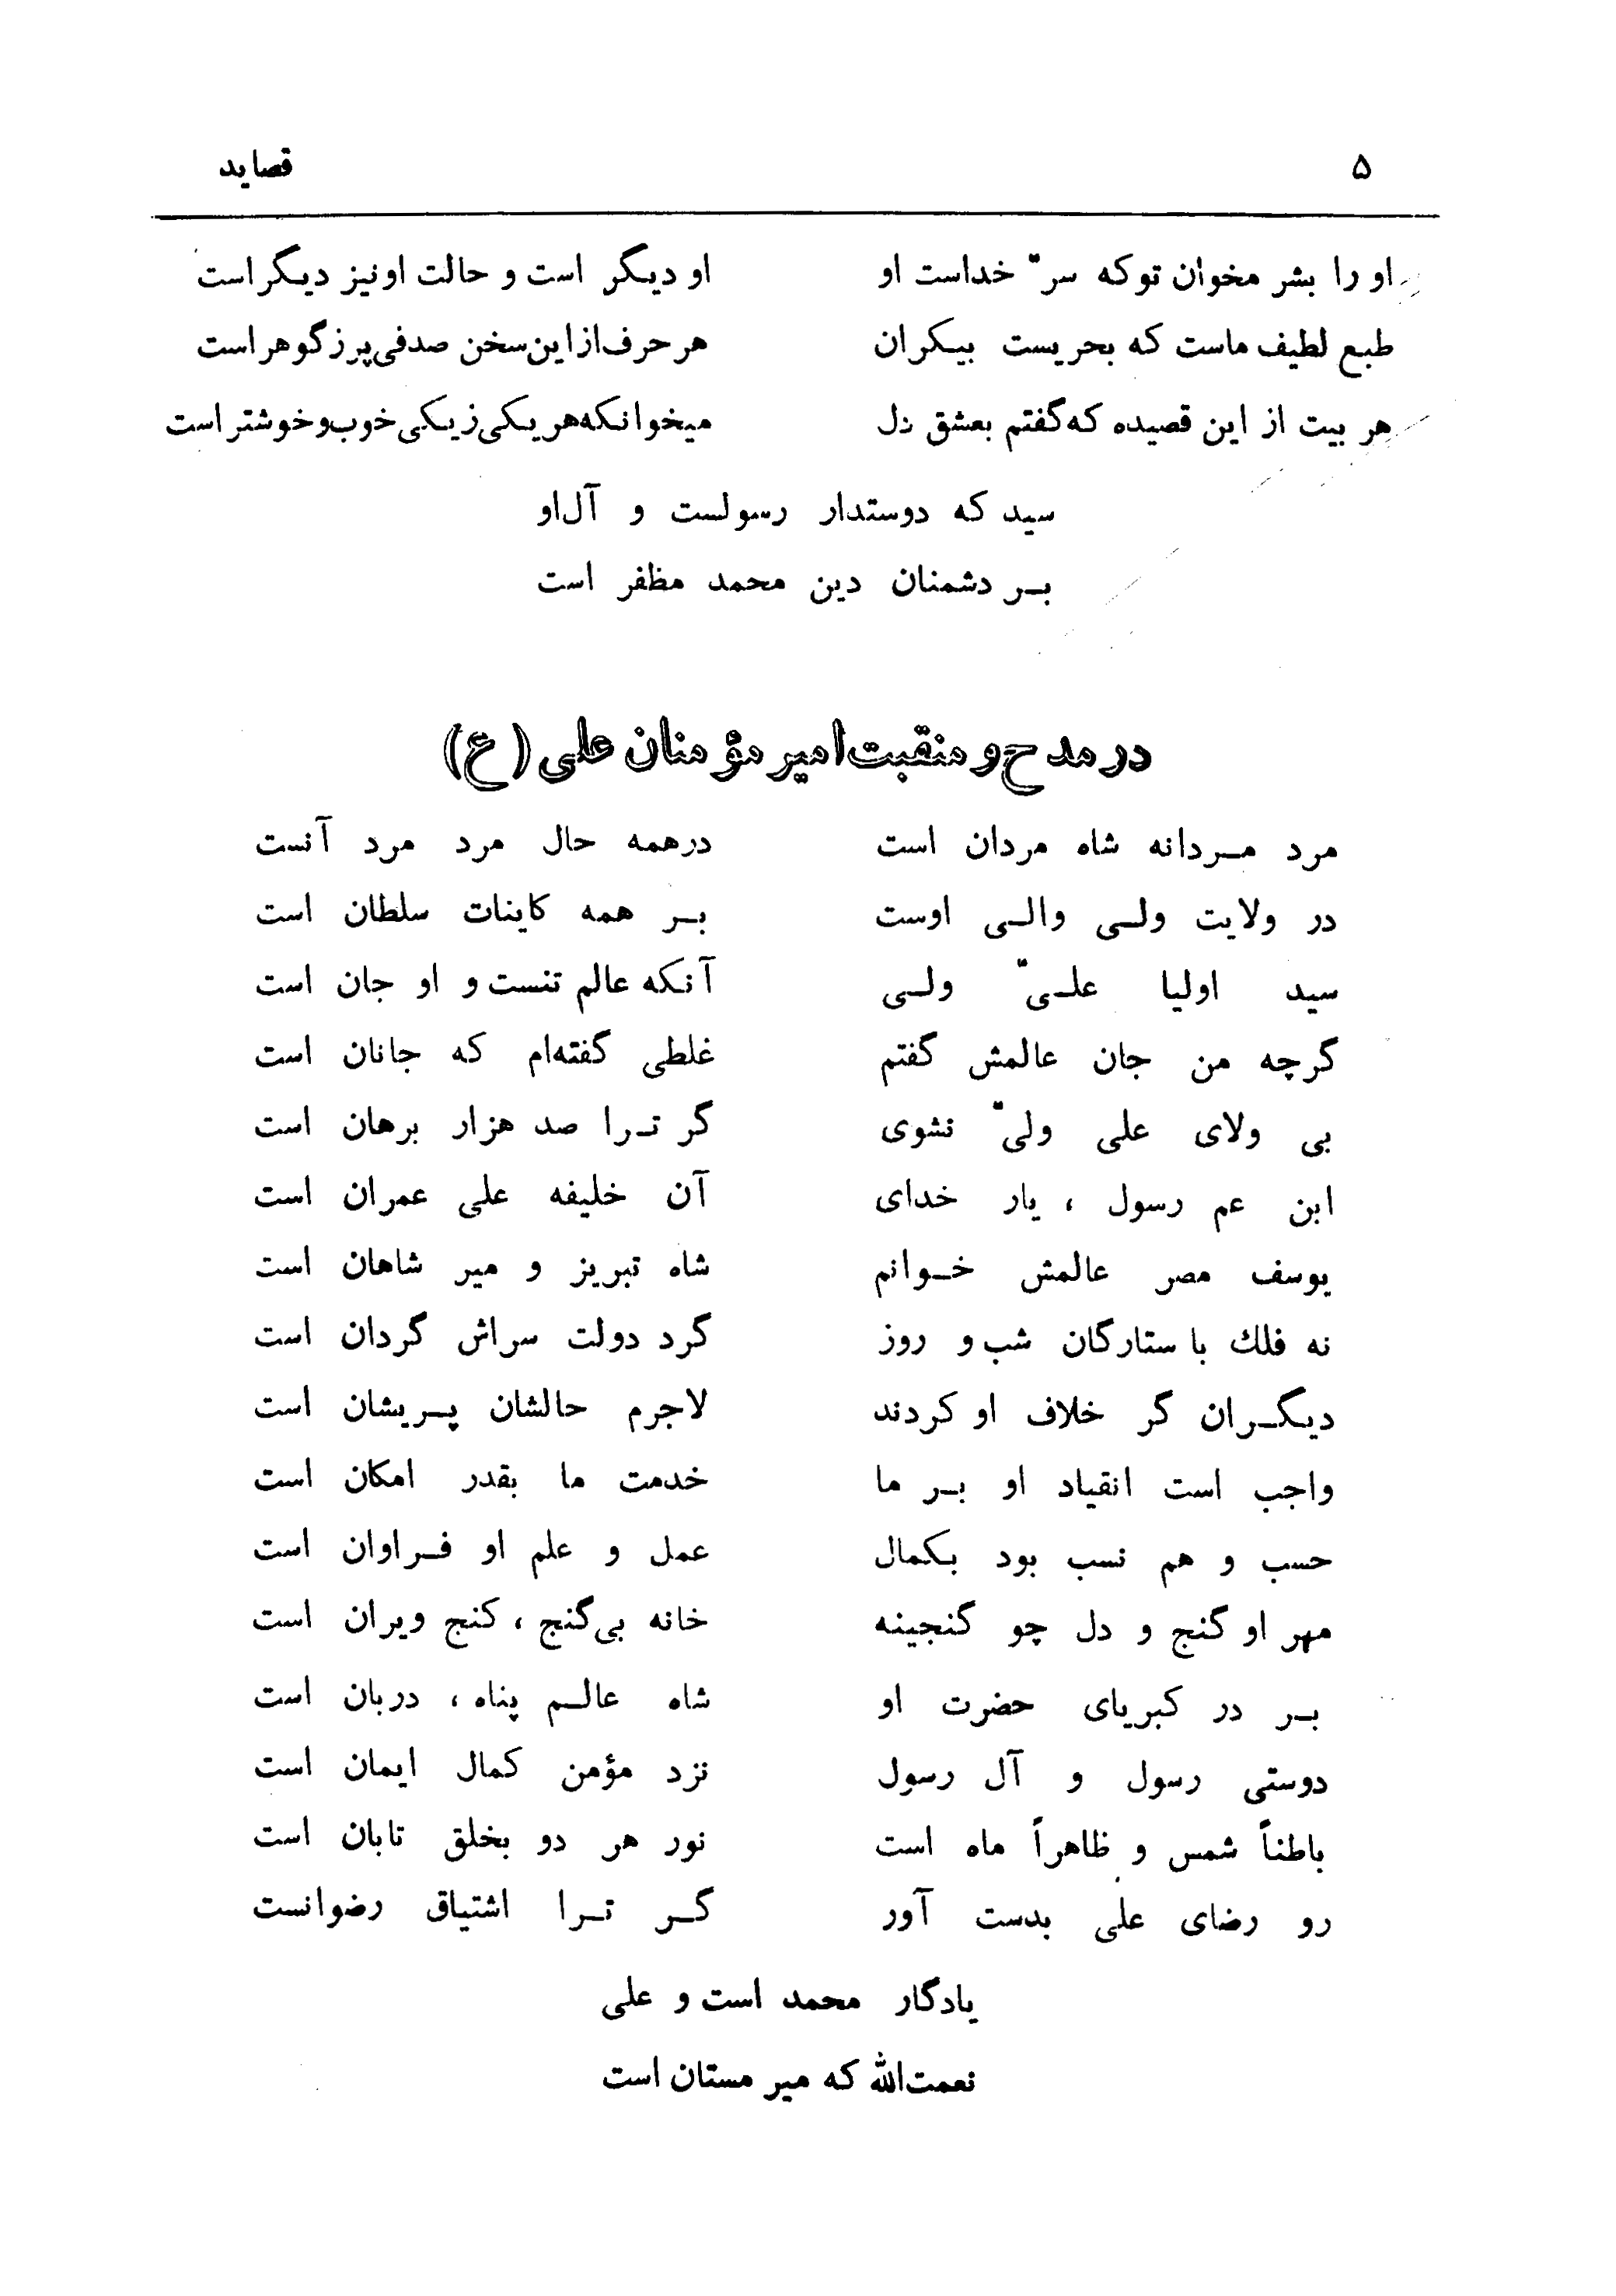 ۵ قصاید
او را بشر مخوان توکه سرّ خداست او او دیگر است و حالت اونیز دیگراست
طبع لطیف ماست که بحریست بیکران هرحرف‌ازاین‌سخن صدفی‌پرزگوهراست
هر بیت از این قصیده که‌گفتم بعشق دل میخوانکه‌هریکی‌زیکی‌خوب‌وخوشتراست
سید که دوستدار رسولست و آل‌او
بر دشمنان دین محمد مظفر است
درمدح‌ومنقبت‌امیرمؤمنان علی (ع)
مرد مردانه شاه مردان است درهمه حال مرد مرد آنست
در ولایت ولی والی اوست بر همه کاینات سلطان است
سید اولیا علیّ ولی آنکه عالم تنست و او جان است
گرچه من جان عالمش گفتم غلطی گفته‌ام که جانان است
بی ولای علی ولیّ نشوی گر ترا صد هزار برهان است
ابن عم رسول ، یار خدای آن خلیفه علی عمران است
یوسف مصر عالمش خوانم شاه تبریز و میر شاهان است
نه فلك با ستارگان شب و روز گرد دولت سراش گردان است
دیگران گر خلاف او کردند لاجرم حالشان پریشان است
واجب است انقیاد او بر ما خدمت ما بقدر امکان است
حسب و هم نسب بود بکمال عمل و علم او فراوان است
مهر او گنج و دل چو گنجینه خانه بی‌گنج ، کنج ویران است
بر در کبریای حضرت او شاه عالم پناه ، دربان است
دوستی رسول و آل رسول نزد مؤمن کمال ایمان است
باطناً شمس و ظاهراً ماه است نور هر دو بخلق تابان است
رو رضای علی بدست آور گر ترا اشتیاق رضوانست
یادگار محمد است و علی
نعمت‌الله که میر مستان است